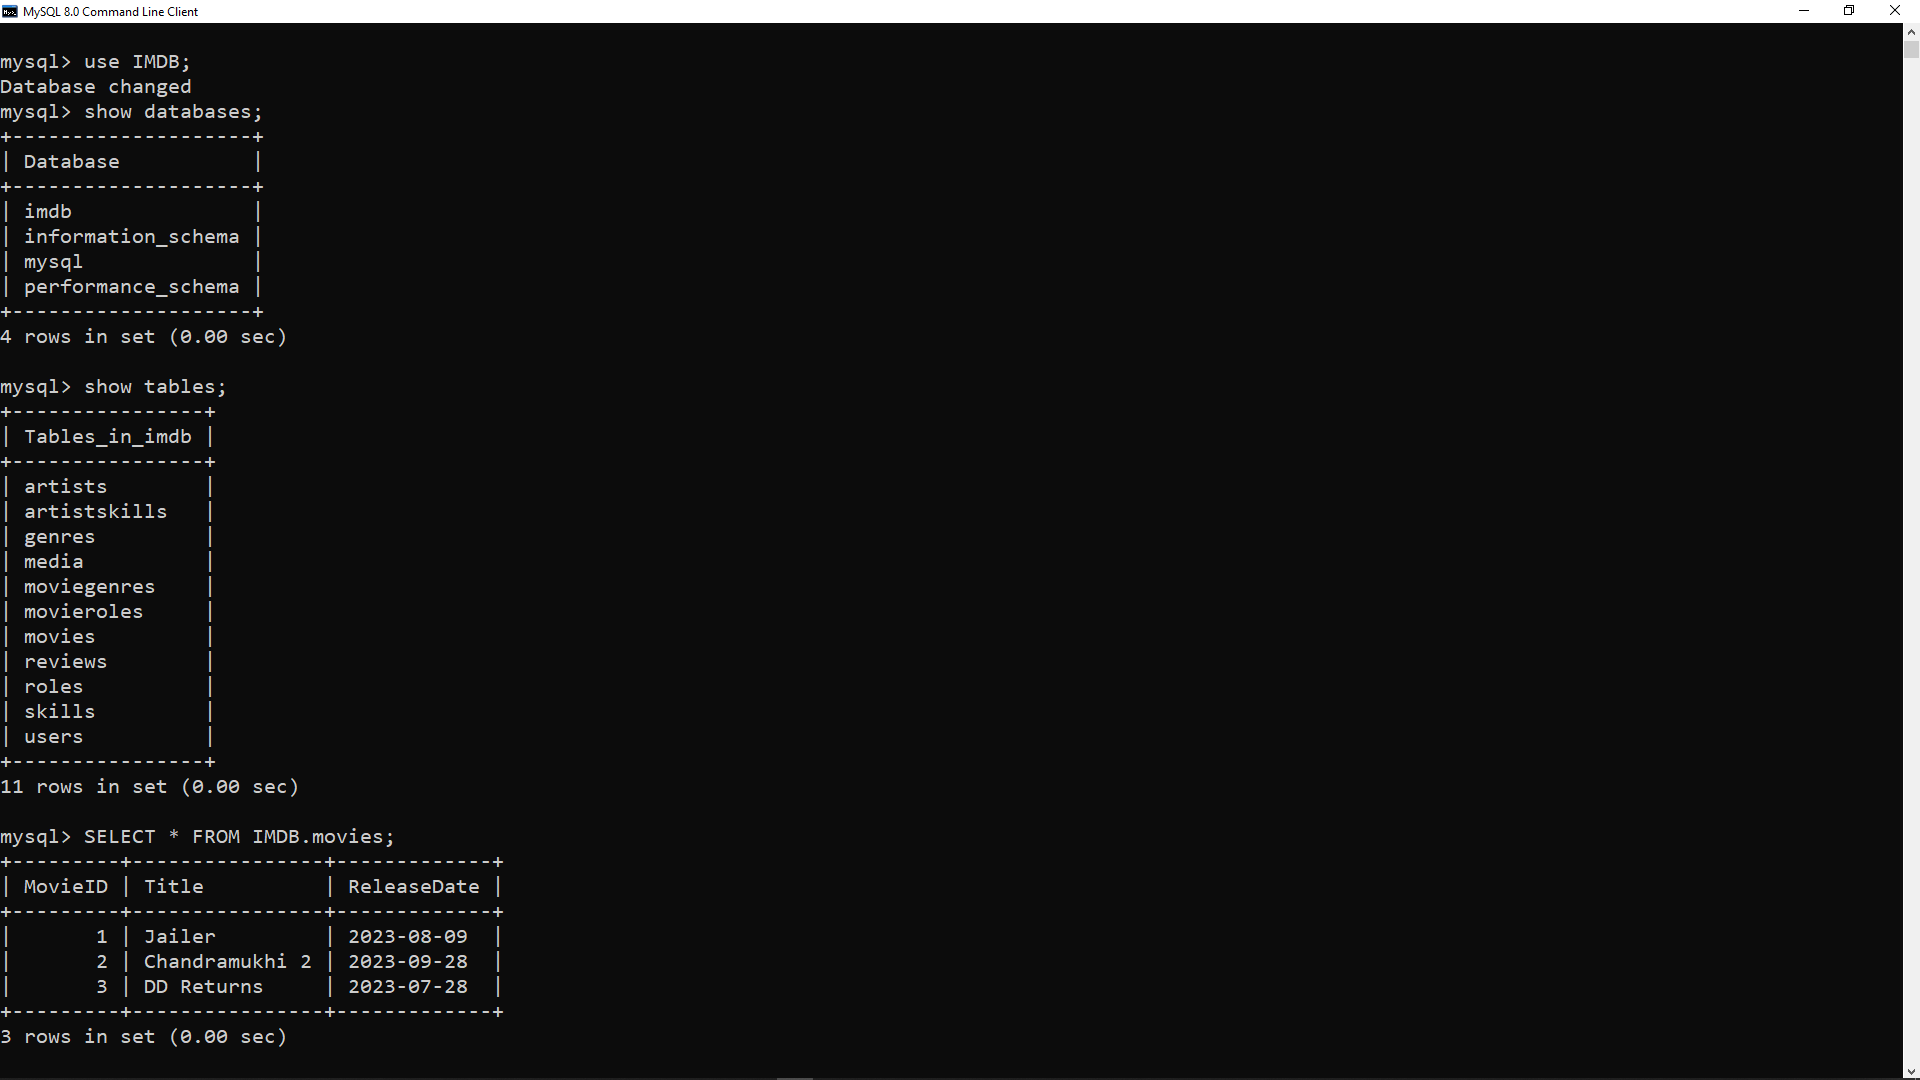 MySQL 8.0 Command Line Client
mysql> use IMDB;
Database changed
mysql> show databases;
+--------------------+
| Database           |
+--------------------+
| imdb               |
| information_schema |
| mysql              |
| performance_schema |
+--------------------+
4 rows in set (0.00 sec)
mysql> show tables;
+----------------+
| Tables_in_imdb |
+----------------+
| artists        |
| artistskills   |
| genres         |
| media          |
| moviegenres    |
| movieroles     |
| movies         |
| reviews        |
| roles          |
| skills         |
| users          |
+----------------+
11 rows in set (0.00 sec)
mysql> SELECT * FROM IMDB.movies;
+---------+----------------+-------------+
| MovieID | Title          | ReleaseDate |
+---------+----------------+-------------+
|       1 | Jailer         | 2023-08-09  |
|       2 | Chandramukhi 2 | 2023-09-28  |
|       3 | DD Returns     | 2023-07-28  |
+---------+----------------+-------------+
3 rows in set (0.00 sec)